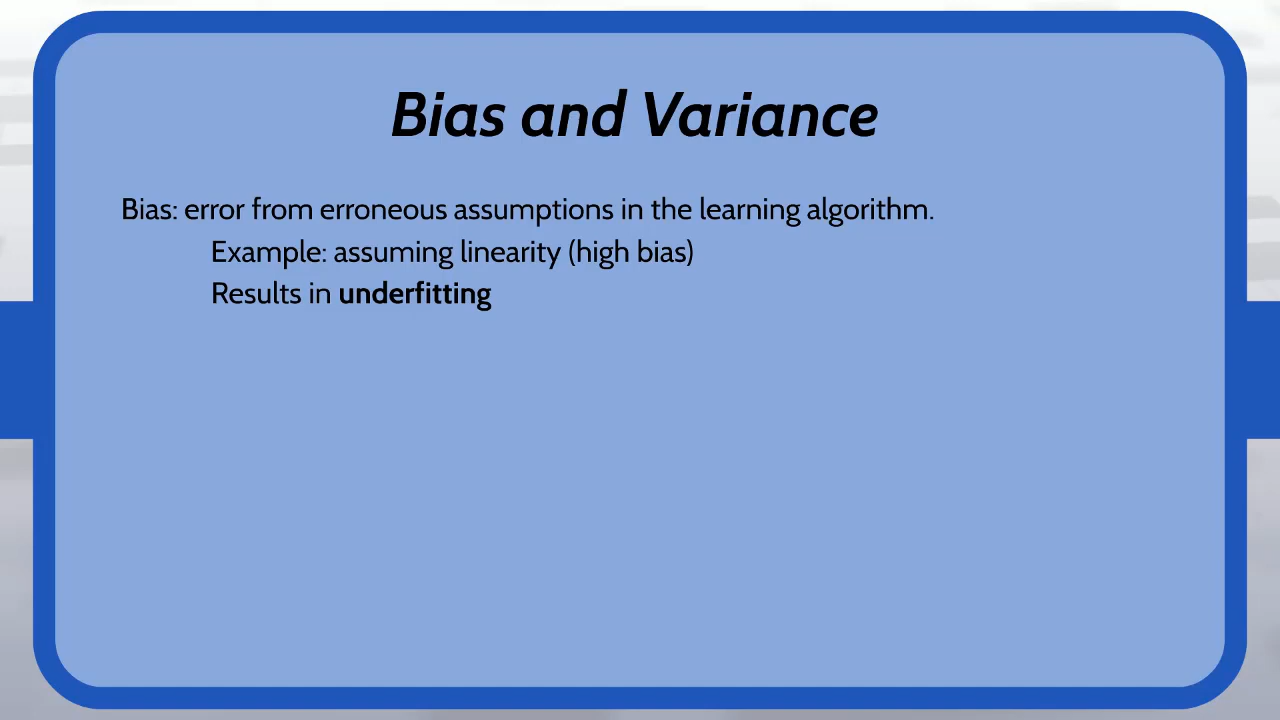 Bias and Variance
Bias: error from erroneous assumptions in the learning algorithm.
Example: assuming linearity (high bias)
Results in underfitting